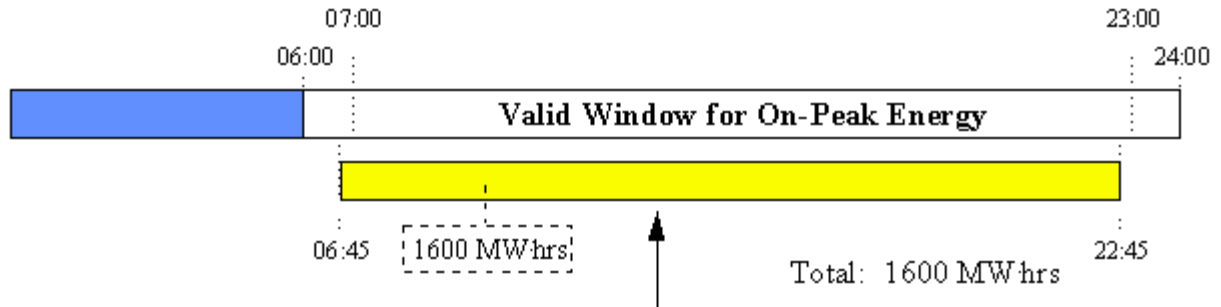 07:00 23:00
06:00 24:00
Valid Window for On-Peak Energy
06:45 1600 MWhrs 22:45
Total: 1600 MWhrs